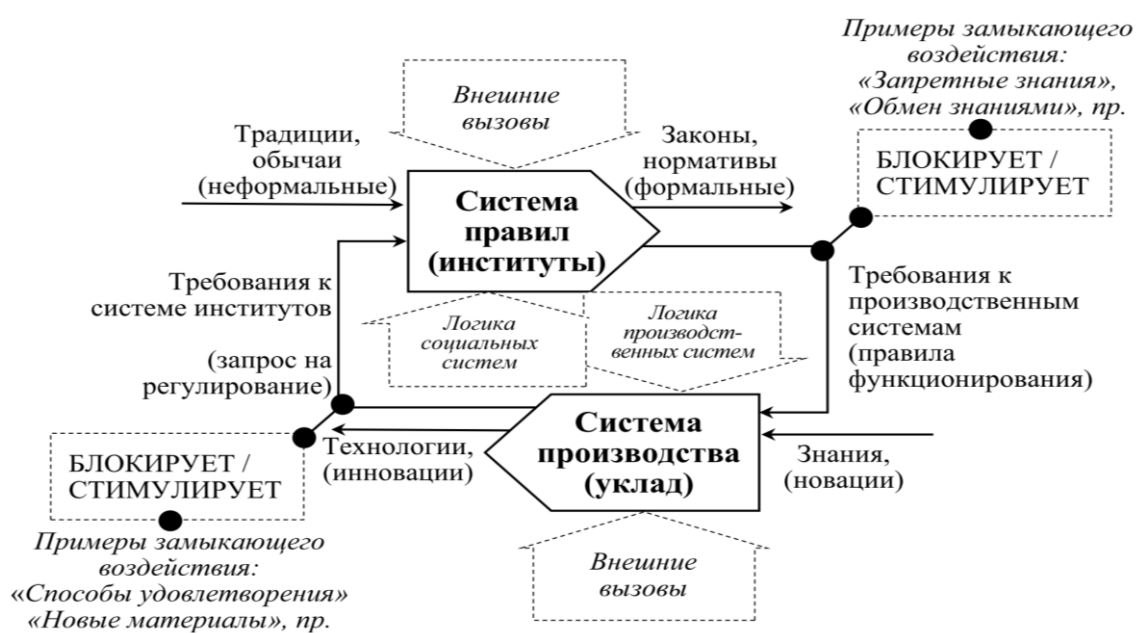 Примеры замыкающего
воздействия:
«Запретные знания»,
«Обмен знаниями», пр.
БЛОКИРУЕТ /
СТИМУЛИРУЕТ
Внешние
вызовы
Традиции,
обычаи
(неформальные)
Законы,
нормативы
(формальные)
Система
правил
(институты)
Требования к
системе институтов
(запрос на
регулирование)
Логика
социальных
систем
Логика
производст-
венных систем
Требования к
производственным
системам
(правила
функционирования)
Система
производства
(уклад)
Технологии,
(инновации)
Знания,
(новации)
БЛОКИРУЕТ /
СТИМУЛИРУЕТ
Примеры замыкающего
воздействия:
«Способы удовлетворения»
«Новые материалы», пр.
Внешние
вызовы